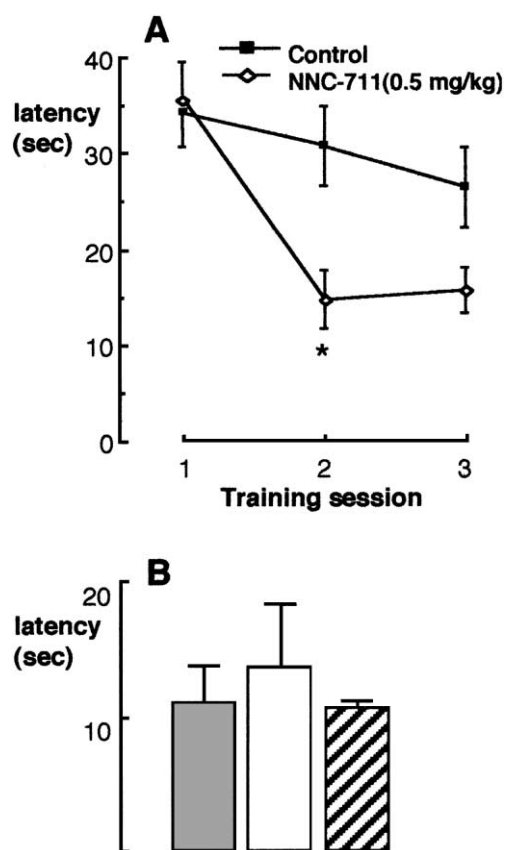 A
Control
NNC-711(0.5 mg/kg)
latency
(sec)
40
30
20
10
0
1 2 3
*
Training session
B
latency
(sec)
20
10